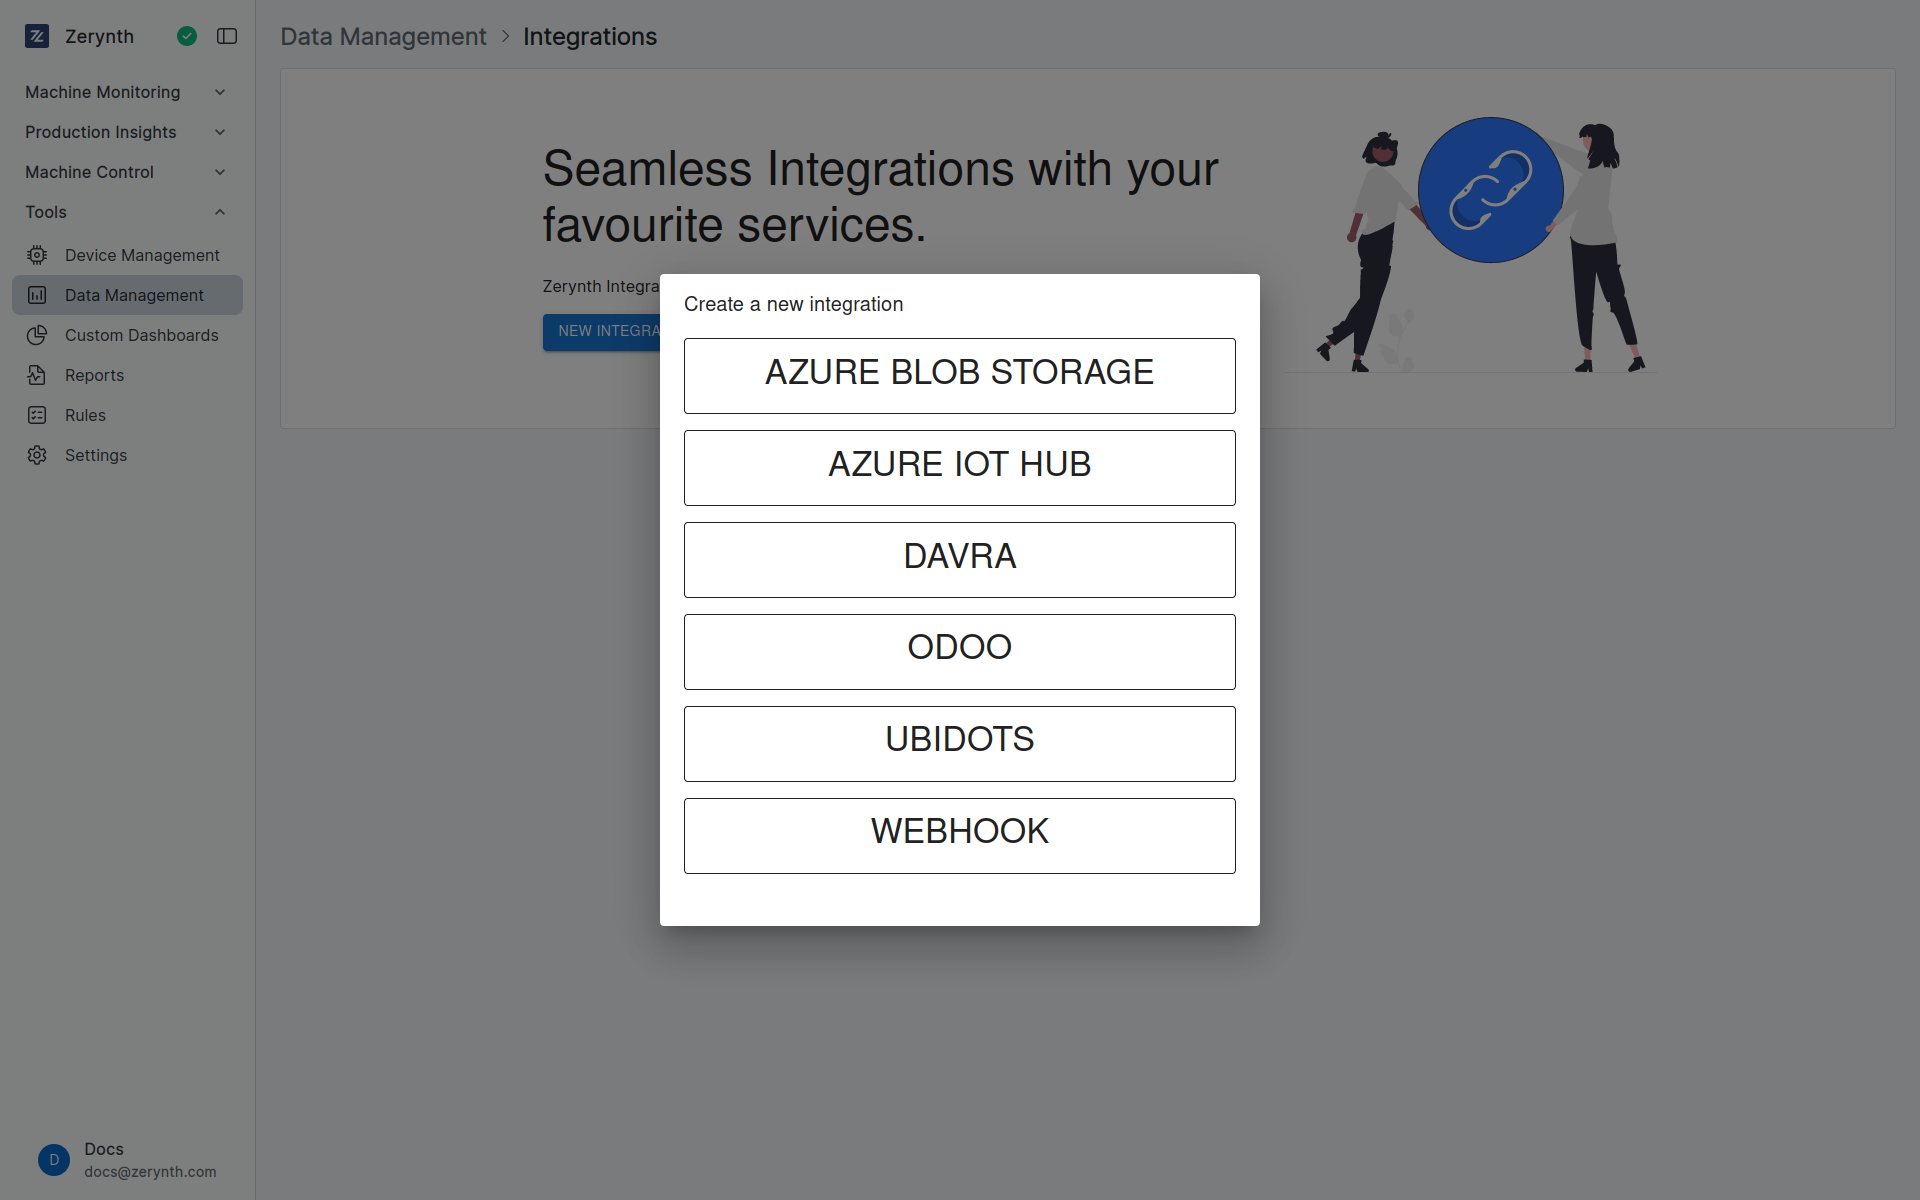 Zerynth
Machine Monitoring
Production Insights
Machine Control
Tools
Device Management
Data Management
Custom Dashboards
Reports
Rules
Settings
Docs
D
docs@zerynth.com
Data Management > Integrations
Seamless Integrations with your
favourite services.
Zerynth Integra
NEW INTEGRA
Create a new integration
AZURE BLOB STORAGE
AZURE IOT HUB
DAVRA
ODOO
UBIDOTS
WEBHOOK